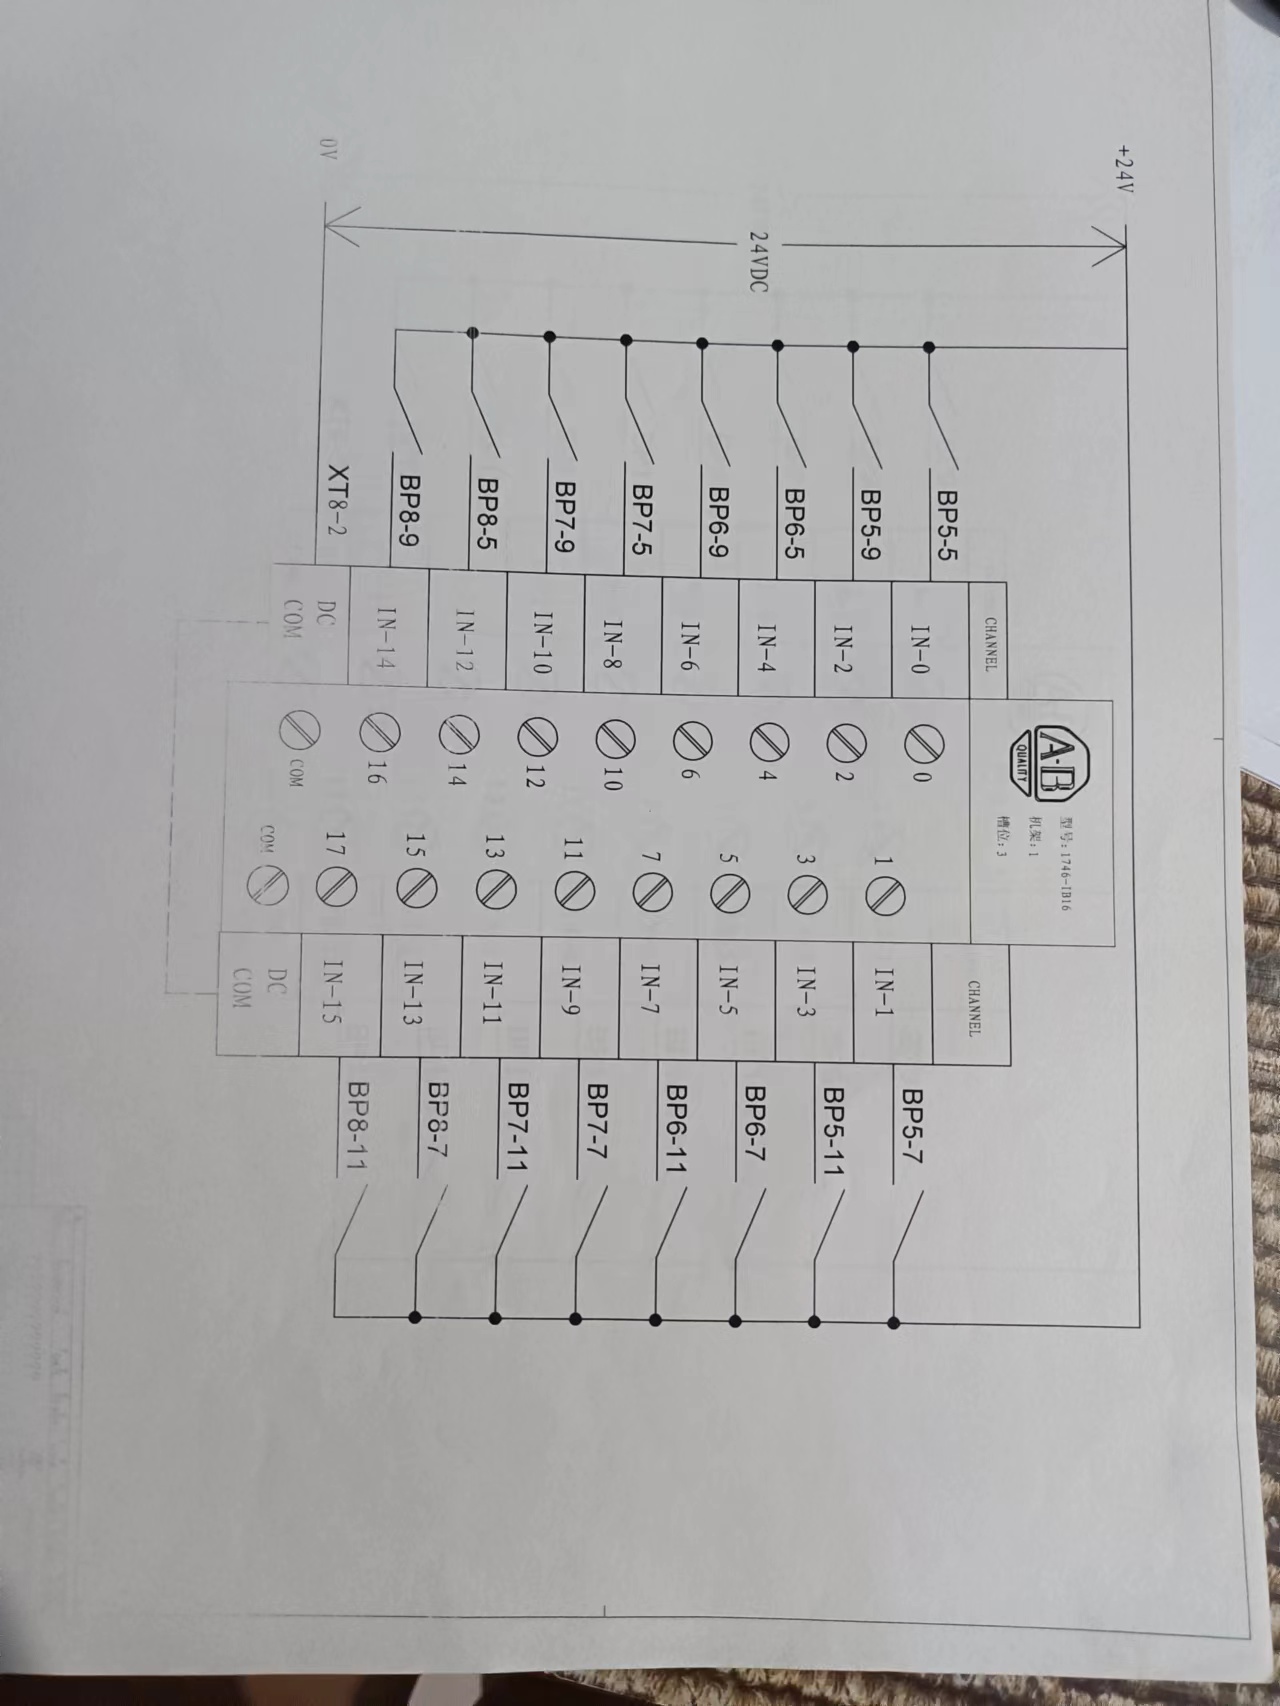 +24V
0V
24VDC
BP5-5
BP5-9
BP6-5
BP6-9
BP7-5
BP7-9
BP8-5
BP8-9
XT8-2
CHANNEL
IN-0
IN-2
IN-4
IN-6
IN-8
IN-10
IN-12
IN-14
DC
COM
A-B
QUALITY
型号:1746-IB16
机架:1
槽位:3
0
2
4
6
10
12
14
16
COM
1
3
5
7
11
13
15
17
COM
CHANNEL
IN-1
IN-3
IN-5
IN-7
IN-9
IN-11
IN-13
IN-15
DC
COM
BP5-7
BP5-11
BP6-7
BP6-11
BP7-7
BP7-11
BP8-7
BP8-11